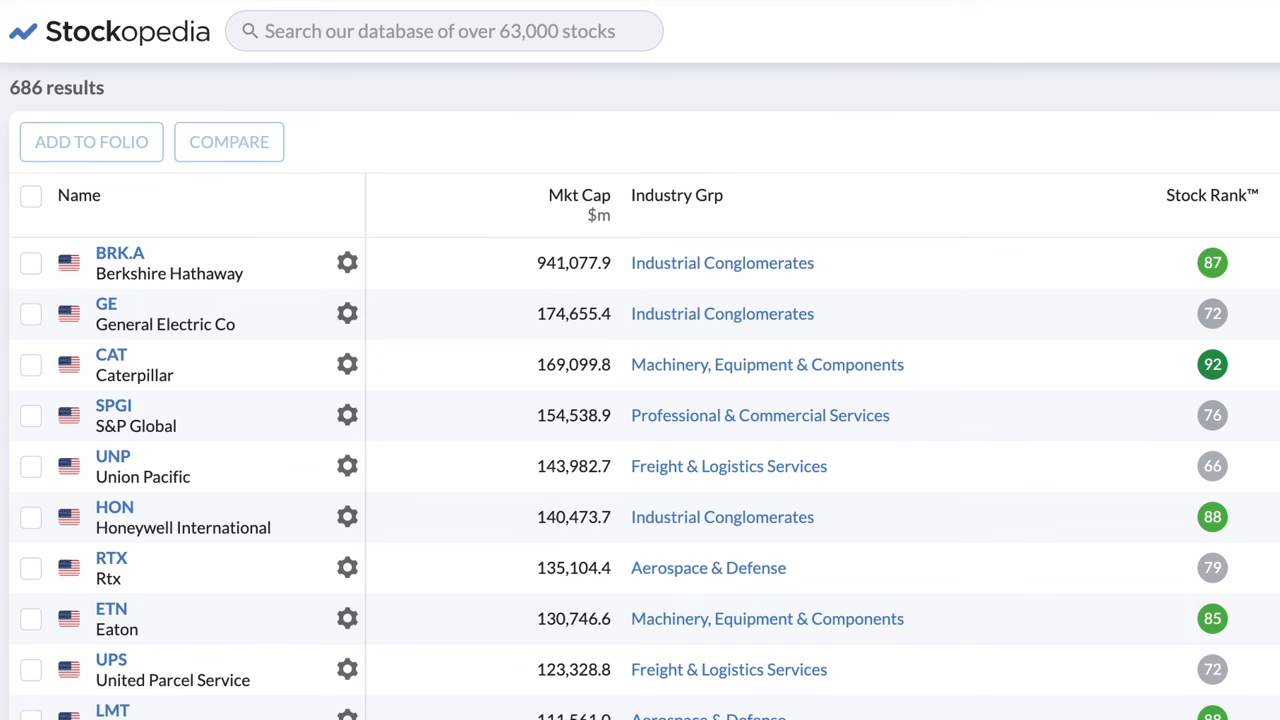 Stockopedia
Search our database of over 63,000 stocks
686 results
ADD TO FOLIO COMPARE
Name Mkt Cap Industry Grp Stock Rank™
$m
BRK.A
Berkshire Hathaway 941,077.9 Industrial Conglomerates 87
GE
General Electric Co 174,655.4 Industrial Conglomerates 72
CAT
Caterpillar 169,099.8 Machinery, Equipment & Components 92
SPGI
S&P Global 154,538.9 Professional & Commercial Services 76
UNP
Union Pacific 143,982.7 Freight & Logistics Services 66
HON
Honeywell International 140,473.7 Industrial Conglomerates 88
RTX
Rtx 135,104.4 Aerospace & Defense 79
ETN
Eaton 130,746.6 Machinery, Equipment & Components 85
UPS
United Parcel Service 123,328.8 Freight & Logistics Services 72
LMT
111,561.0 Aerospace & Defense